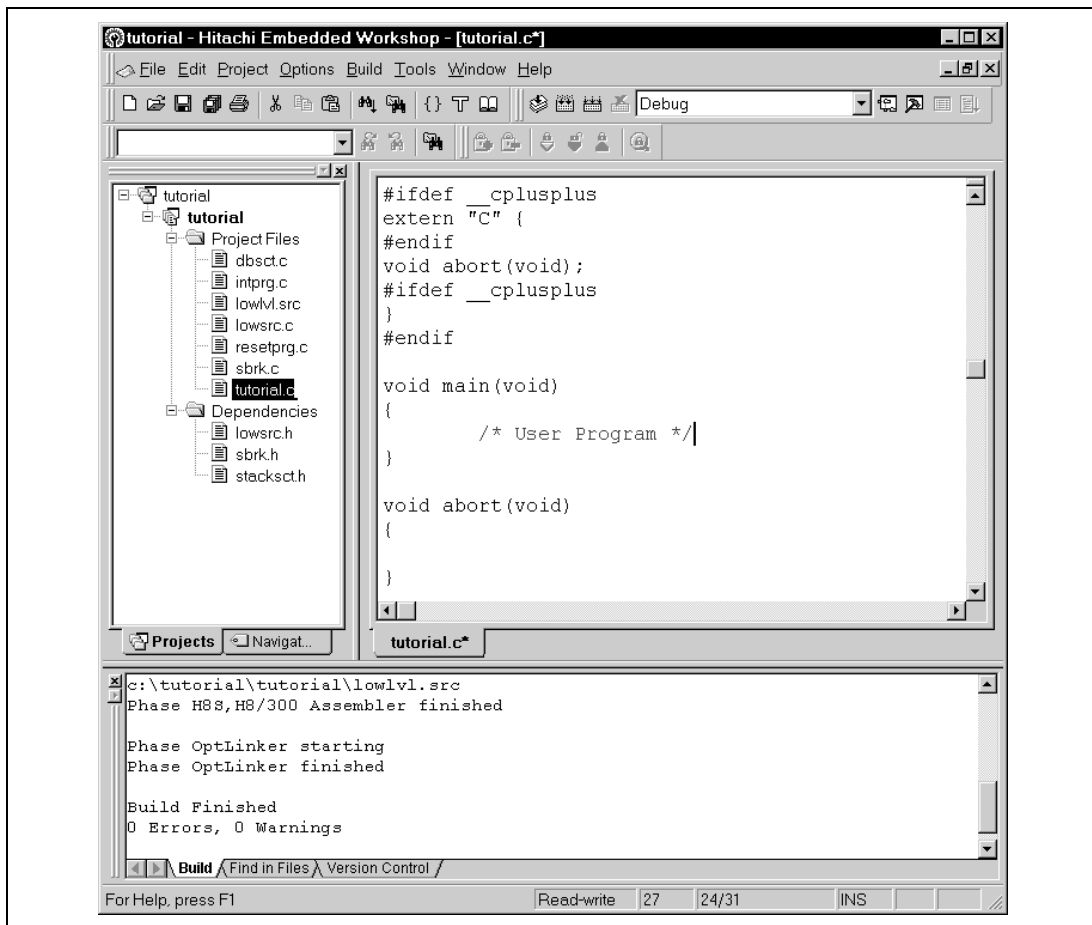 tutorial - Hitachi Embedded Workshop - [tutorial.c*]
File Edit Project Options Build Tools Window Help
Debug
tutorial
tutorial
Project Files
dbsct.c
intprg.c
lowlvl.src
lowsrc.c
resetprg.c
sbrk.c
tutorial.c
Dependencies
lowsrc.h
sbrk.h
stacksct.h
Projects Navigat...
#ifdef __cplusplus
extern "C" {
#endif
void abort(void);
#ifdef __cplusplus
}
#endif
void main(void)
{
/* User Program */
}
void abort(void)
{
}
tutorial.c*
c:\tutorial\tutorial\lowlvl.src
Phase H8S,H8/300 Assembler finished
Phase OptLinker starting
Phase OptLinker finished
Build Finished
0 Errors, 0 Warnings
Build Find in Files Version Control
For Help, press F1 Read-write 27 24/31 INS